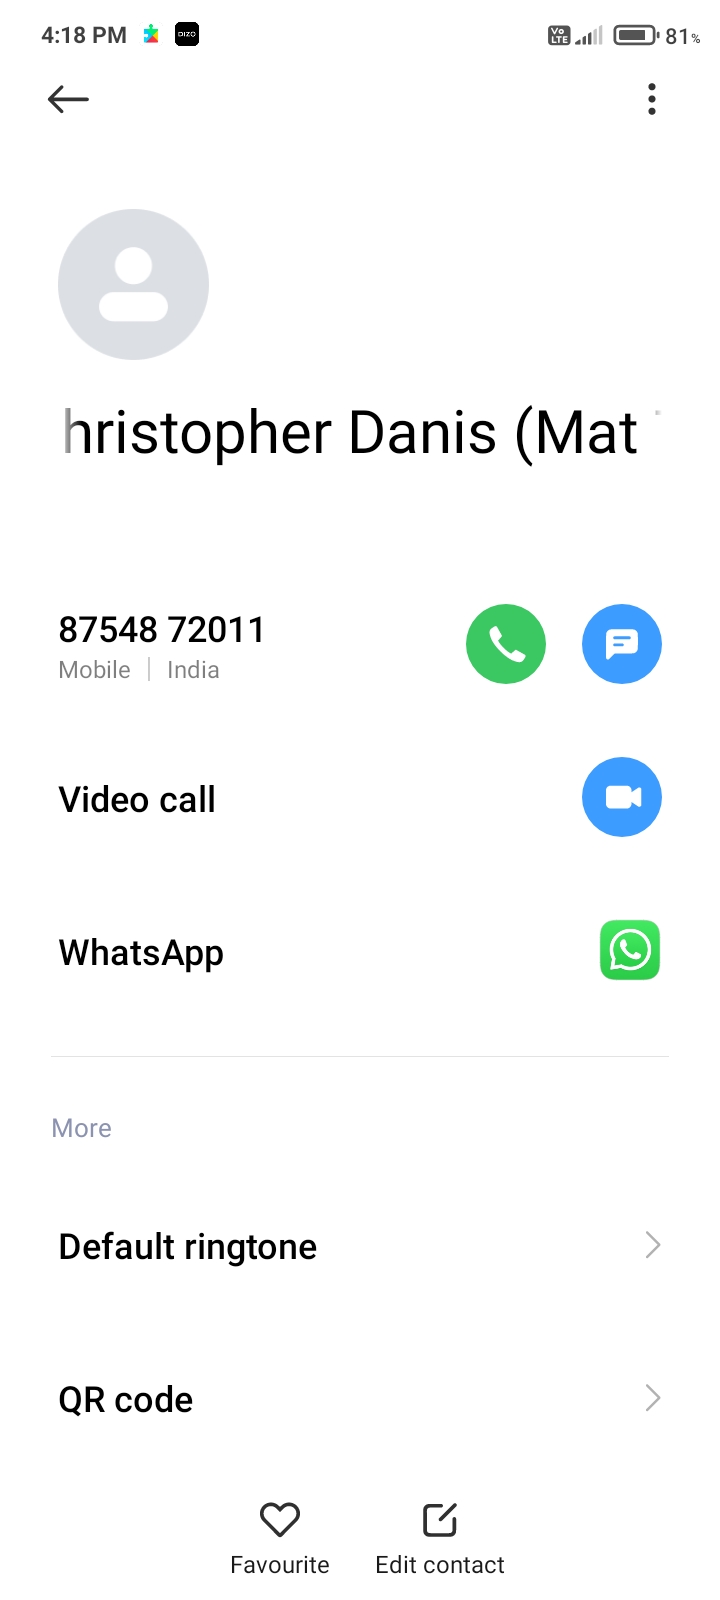 4:18 PM DIZO Vo LTE 81%
hristopher Danis (Mat
87548 72011
Mobile | India
Video call
WhatsApp
More
Default ringtone
QR code
Favourite Edit contact